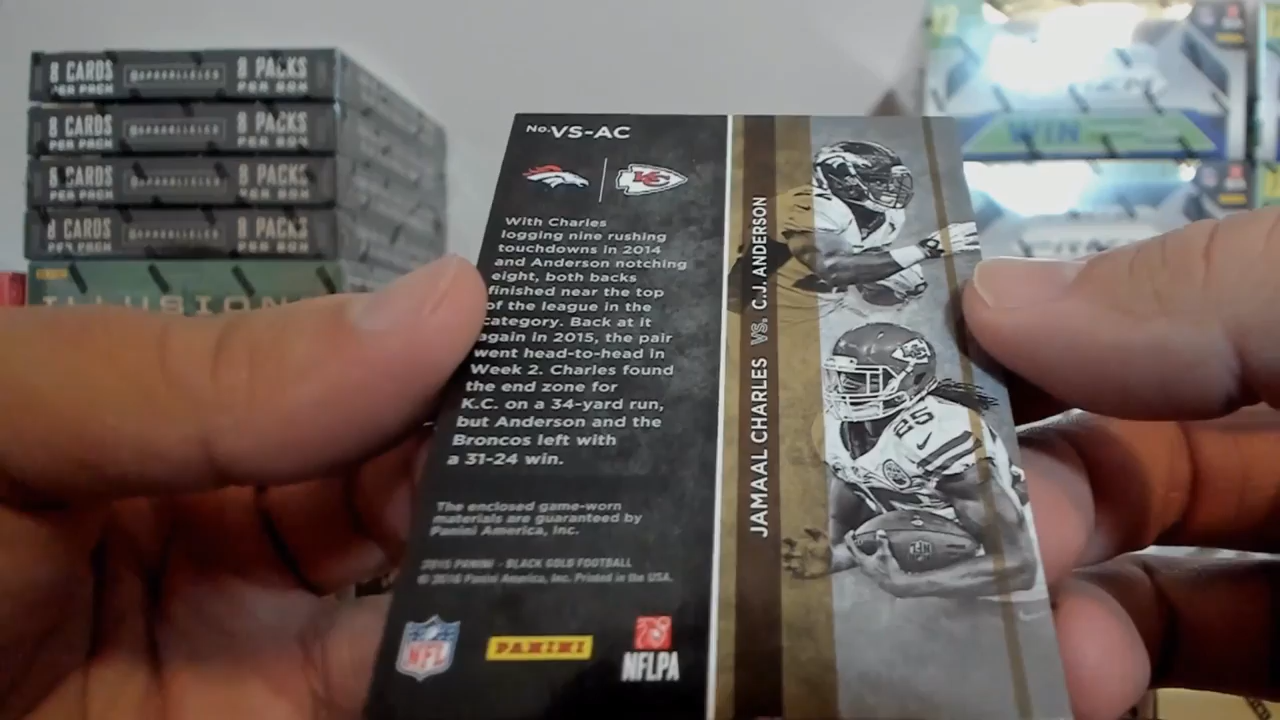 8 CARDS
PER PACK
8 PACKS
PER BOX
8 CARDS
PER PACK
8 PACKS
PER BOX
8 CARDS
PER PACK
8 PACKS
PER BOX
8 CARDS
PER PACK
8 PACKS
PER BOX
ILLUSION
WIN
No. VS-AC
KC
With Charles
logging nine rushing
touchdowns in 2014
and Anderson notching
eight, both backs
finished near the top
of the league in the
category. Back at it
again in 2015, the pair
went head-to-head in
Week 2. Charles found
the end zone for
K.C. on a 34-yard run,
but Anderson and the
Broncos left with
a 31-24 win.
The enclosed game-worn
materials are guaranteed by
Panini America, Inc.
2015 PANINI - BLACK GOLD FOOTBALL
© 2016 Panini America, Inc. Printed in the USA.
NFL
PANINI
NFLPA
JAMAAL CHARLES VS. C.J. ANDERSON
25